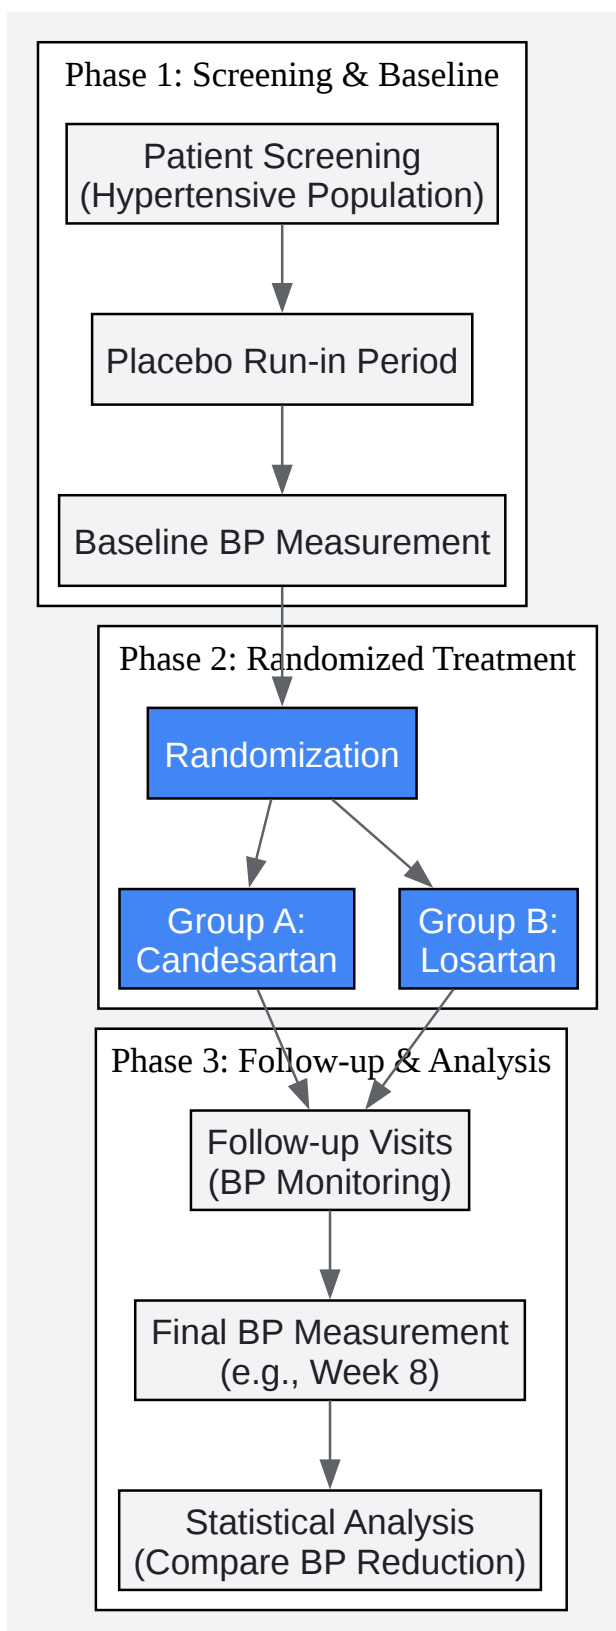 Phase 1: Screening & Baseline
Patient Screening
(Hypertensive Population)
Placebo Run-in Period
Baseline BP Measurement
Phase 2: Randomized Treatment
Randomization
Group A:
Candesartan
Group B:
Losartan
Phase 3: Follow-up & Analysis
Follow-up Visits
(BP Monitoring)
Final BP Measurement
(e.g., Week 8)
Statistical Analysis
(Compare BP Reduction)